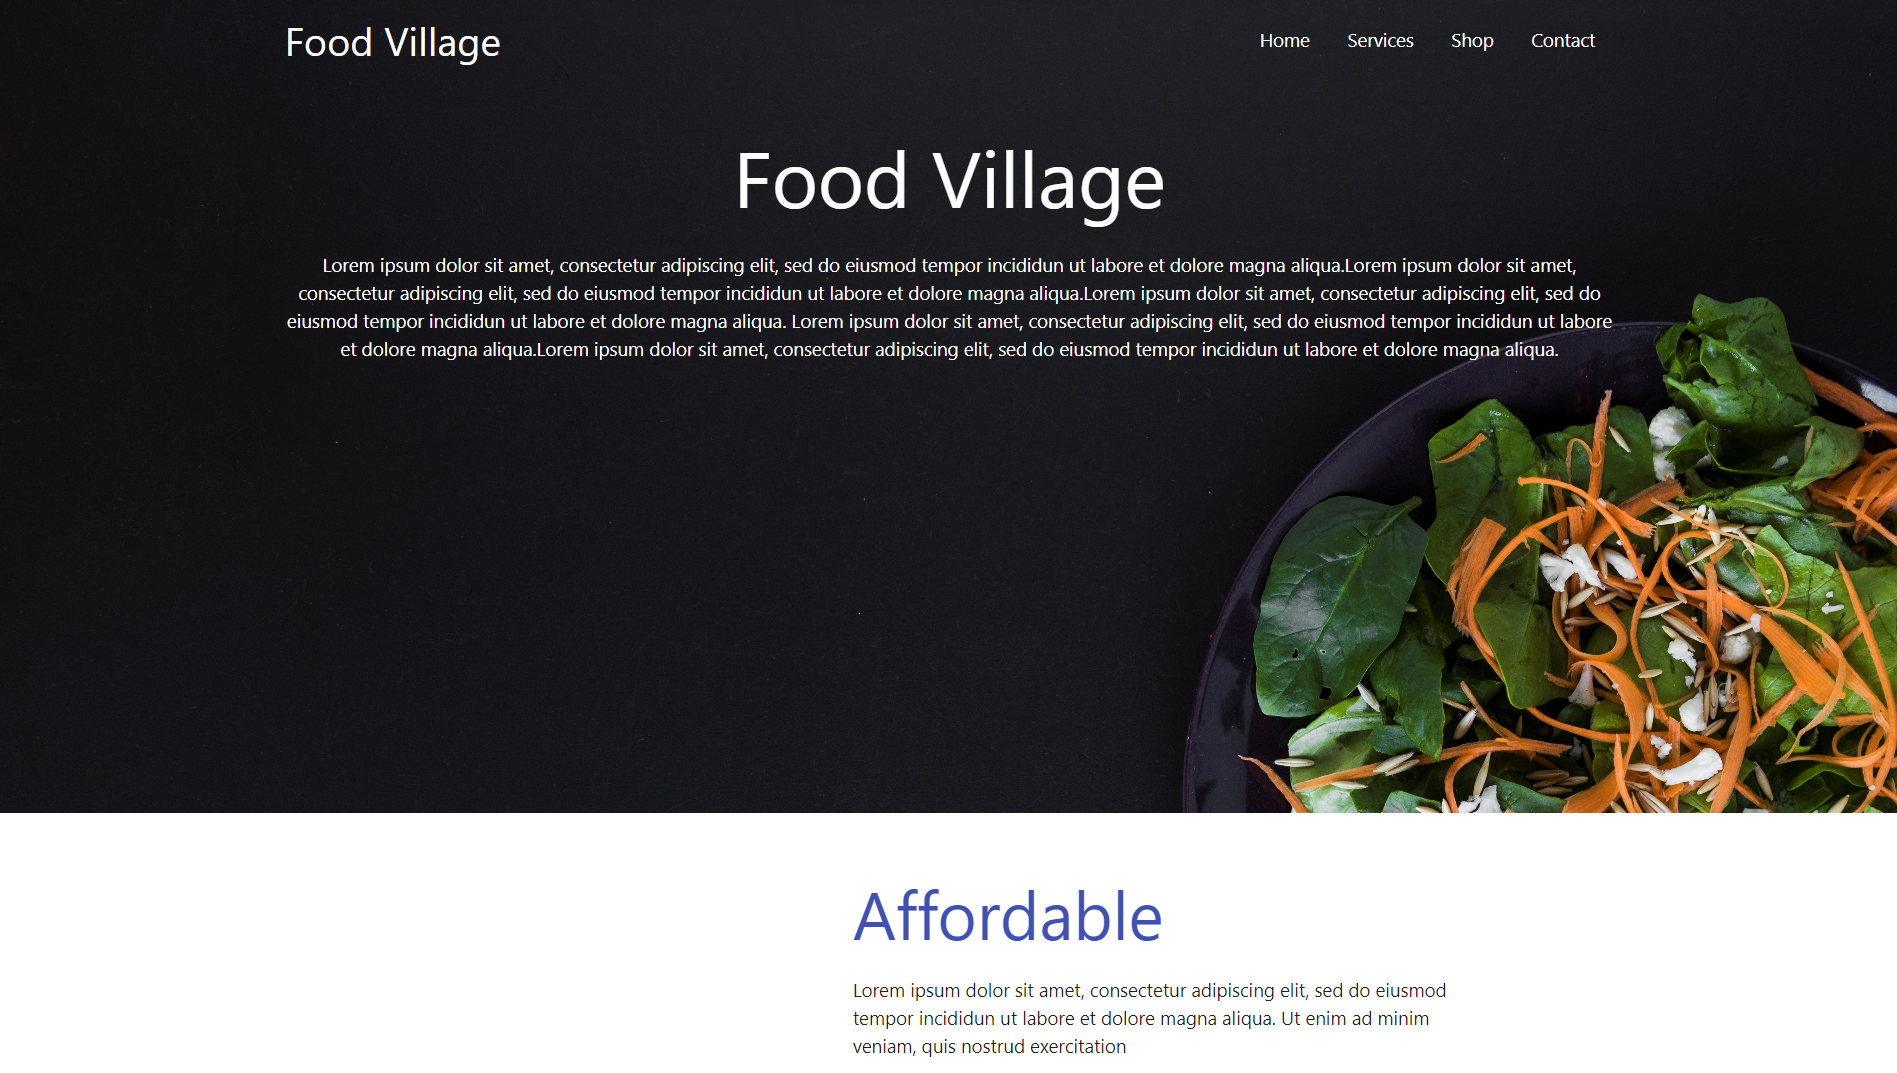 Food Village
Home Services Shop Contact
Food Village
Lorem ipsum dolor sit amet, consectetur adipiscing elit, sed do eiusmod tempor incididun ut labore et dolore magna aliqua.Lorem ipsum dolor sit amet,
consectetur adipiscing elit, sed do eiusmod tempor incididun ut labore et dolore magna aliqua.Lorem ipsum dolor sit amet, consectetur adipiscing elit, sed do
eiusmod tempor incididun ut labore et dolore magna aliqua. Lorem ipsum dolor sit amet, consectetur adipiscing elit, sed do eiusmod tempor incididun ut labore
et dolore magna aliqua.Lorem ipsum dolor sit amet, consectetur adipiscing elit, sed do eiusmod tempor incididun ut labore et dolore magna aliqua.
Affordable
Lorem ipsum dolor sit amet, consectetur adipiscing elit, sed do eiusmod
tempor incididun ut labore et dolore magna aliqua. Ut enim ad minim
veniam, quis nostrud exercitation